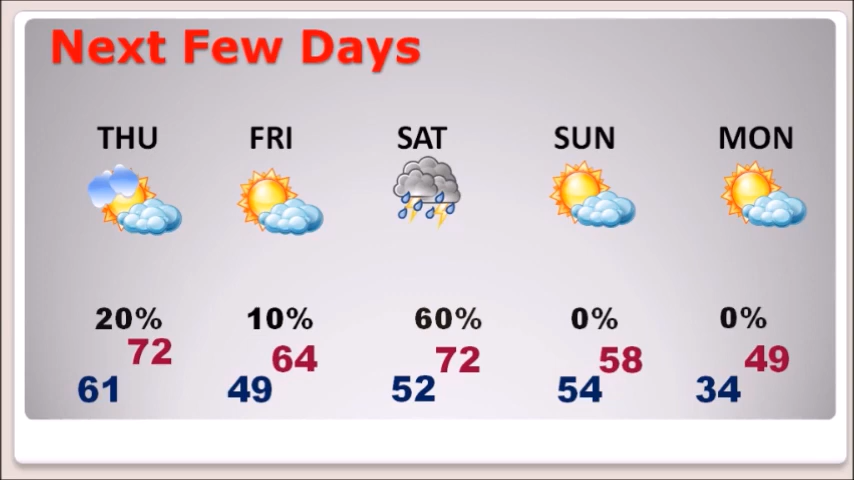 Next Few Days
THU FRI SAT SUN MON
20% 10% 60% 0% 0%
72 64 72 58 49
61 49 52 54 34